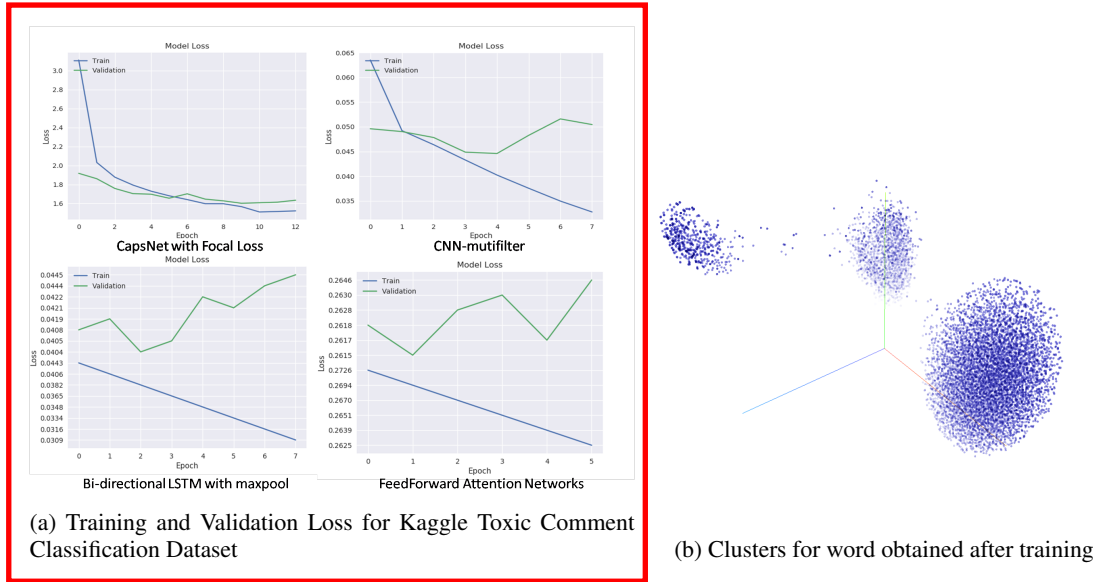 Model Loss
Train
Validation
3.0
2.8
2.6
2.4
2.2
2.0
1.8
1.6
Loss
0 2 4 6 8 10 12
Epoch
CapsNet with Focal Loss
Model Loss
Train
Validation
0.065
0.060
0.055
0.050
0.045
0.040
0.035
Loss
0 1 2 3 4 5 6 7
Epoch
CNN-mutifilter
Model Loss
Train
Validation
0.0445
0.0444
0.0422
0.0421
0.0419
0.0408
0.0405
0.0404
0.0443
0.0406
0.0382
0.0365
0.0348
0.0334
0.0316
0.0309
Loss
0 1 2 3 4 5 6 7
Epoch
Bi-directional LSTM with maxpool
Model Loss
Train
Validation
0.2646
0.2630
0.2628
0.2618
0.2617
0.2615
0.2726
0.2694
0.2670
0.2651
0.2639
0.2625
Loss
0 1 2 3 4 5
Epoch
FeedForward Attention Networks
(a) Training and Validation Loss for Kaggle Toxic Comment
Classification Dataset
(b) Clusters for word obtained after training